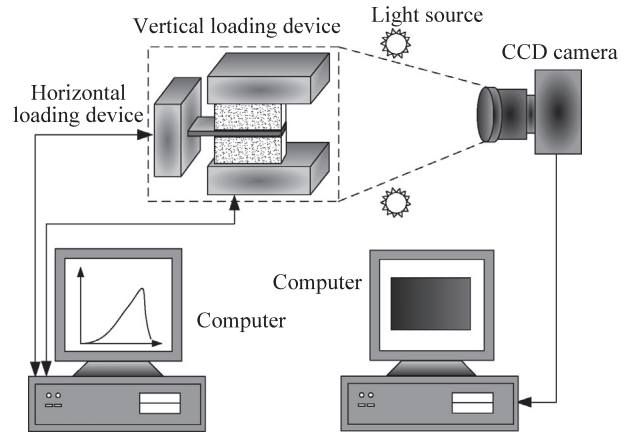 Vertical loading device
Light source
CCD camera
Horizontal
loading device
Computer
Computer